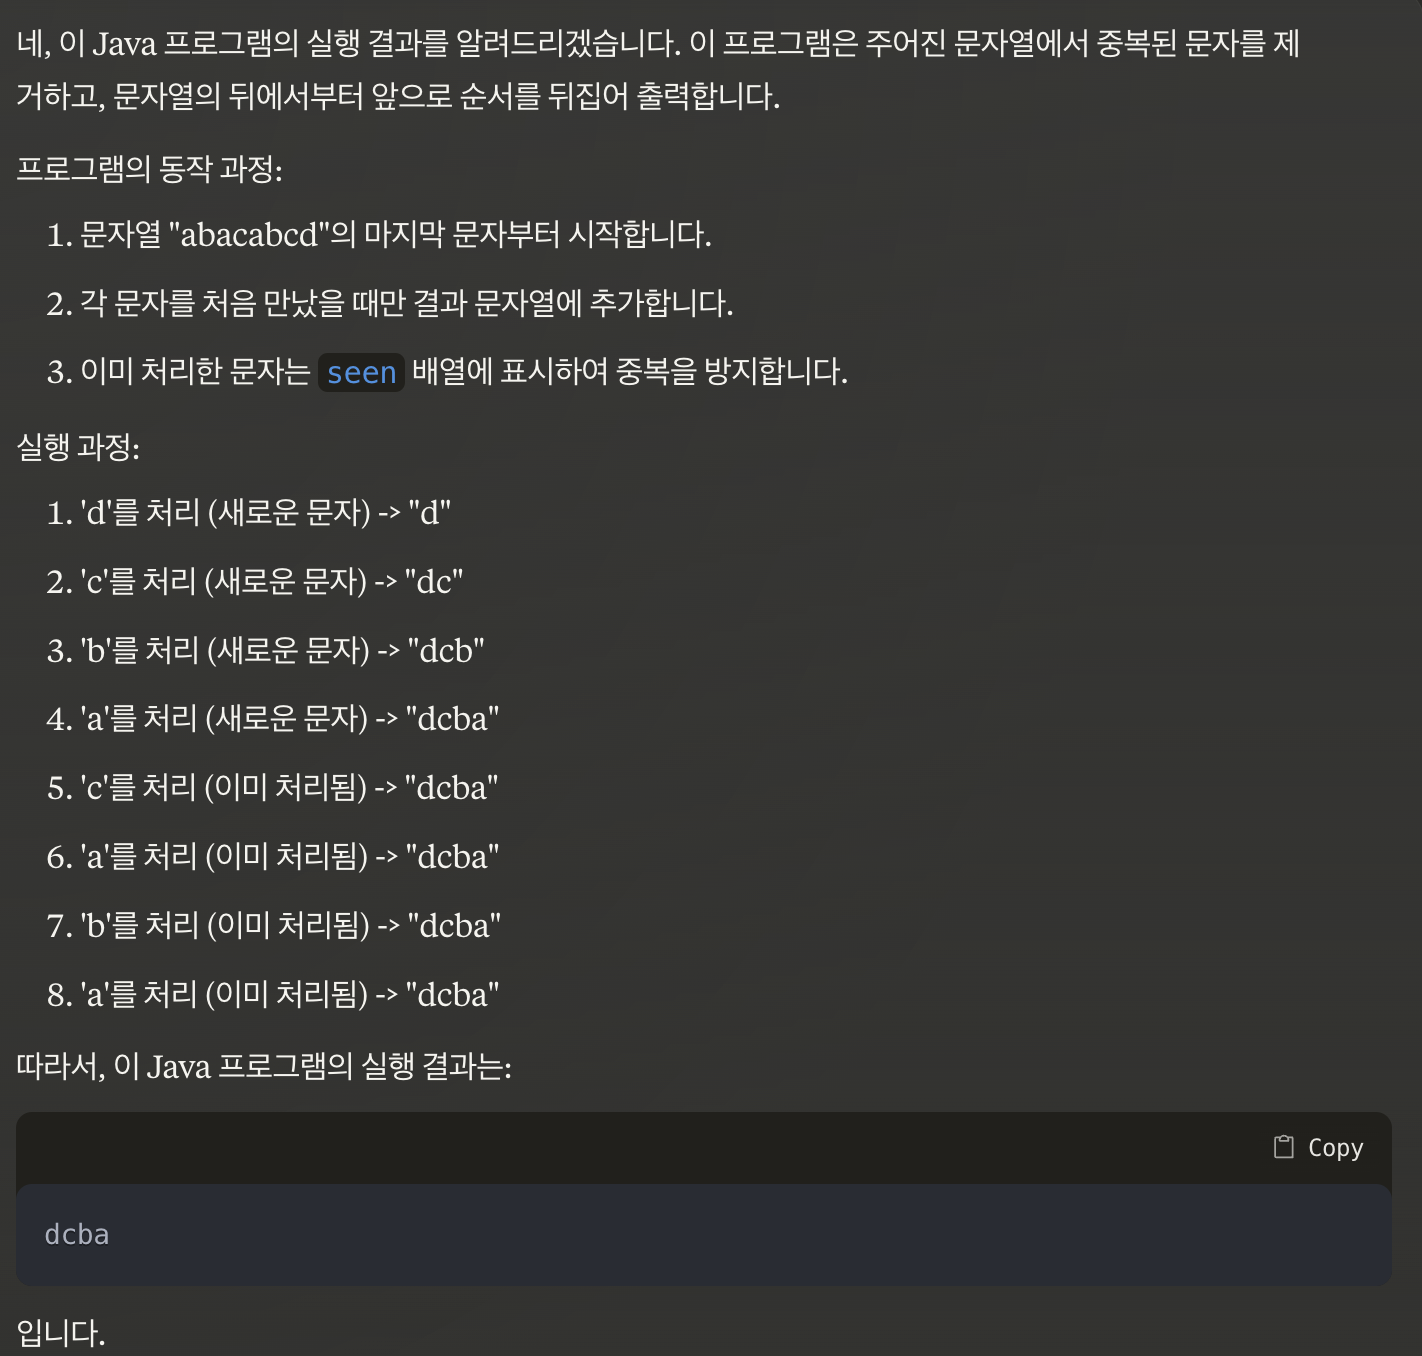 네, 이 Java 프로그램의 실행 결과를 알려드리겠습니다. 이 프로그램은 주어진 문자열에서 중복된 문자를 제
거하고, 문자열의 뒤에서부터 앞으로 순서를 뒤집어 출력합니다.
프로그램의 동작 과정:
1. 문자열 "abacabcd"의 마지막 문자부터 시작합니다.
2. 각 문자를 처음 만났을 때만 결과 문자열에 추가합니다.
3. 이미 처리한 문자는 seen 배열에 표시하여 중복을 방지합니다.
실행 과정:
1. 'd'를 처리 (새로운 문자) -> "d"
2. 'c'를 처리 (새로운 문자) -> "dc"
3. 'b'를 처리 (새로운 문자) -> "dcb"
4. 'a'를 처리 (새로운 문자) -> "dcba"
5. 'c'를 처리 (이미 처리됨) -> "dcba"
6. 'a'를 처리 (이미 처리됨) -> "dcba"
7. 'b'를 처리 (이미 처리됨) -> "dcba"
8. 'a'를 처리 (이미 처리됨) -> "dcba"
따라서, 이 Java 프로그램의 실행 결과는:
Copy
dcba
입니다.